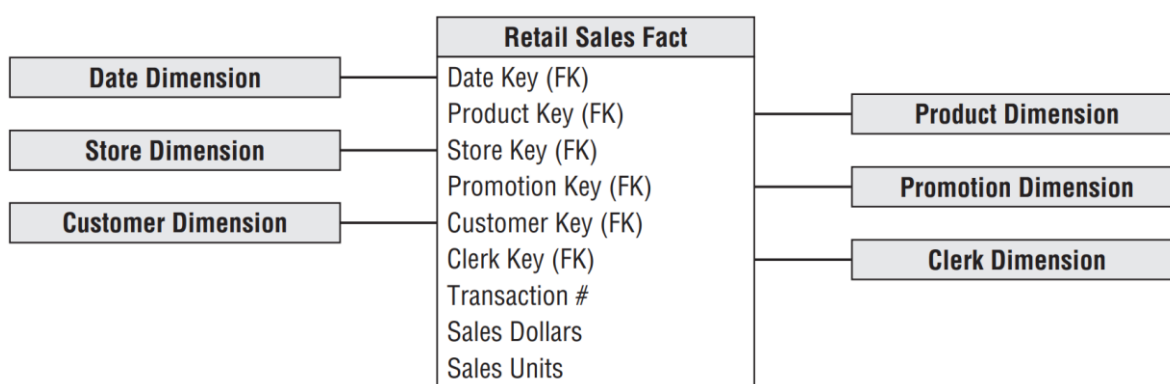 Retail Sales Fact
Date Dimension
Store Dimension
Customer Dimension
Date Key (FK)
Product Key (FK)
Store Key (FK)
Promotion Key (FK)
Customer Key (FK)
Clerk Key (FK)
Transaction #
Sales Dollars
Sales Units
Product Dimension
Promotion Dimension
Clerk Dimension